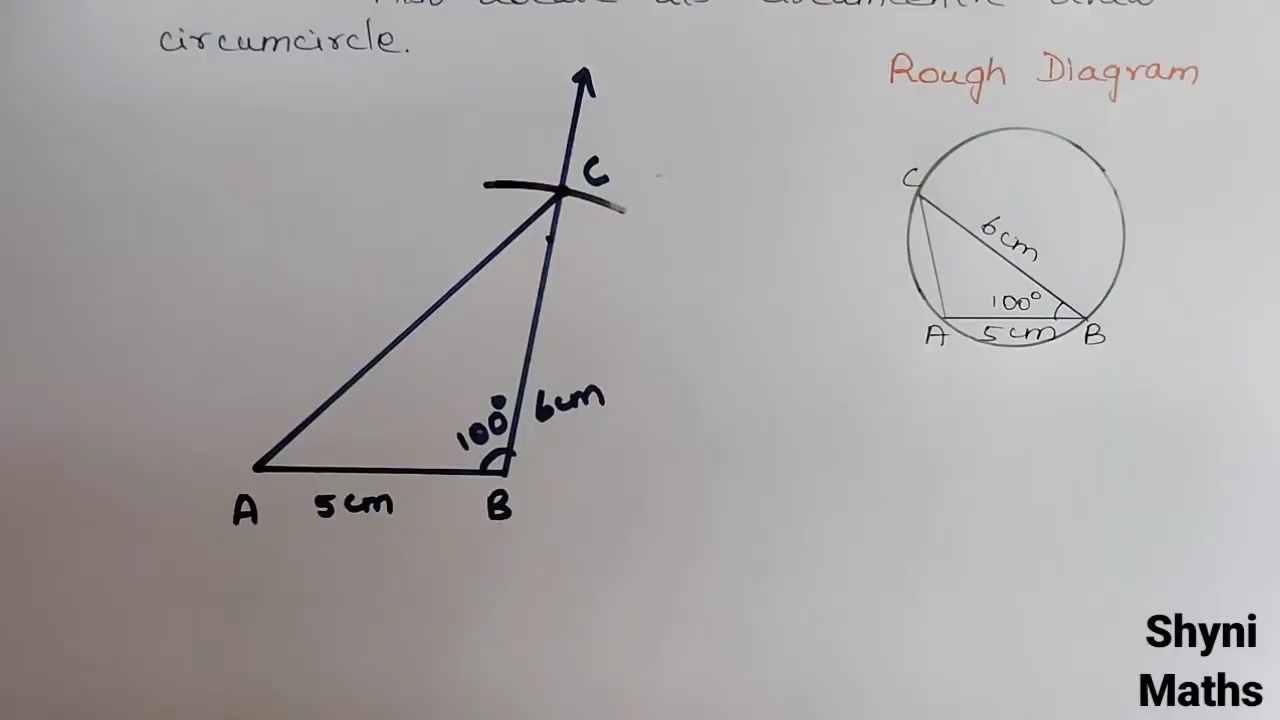 circumcircle.
Rough Diagram
C
6cm
100°
A 5cm B
C
100° 6cm
A 5cm B
Shyni
Maths